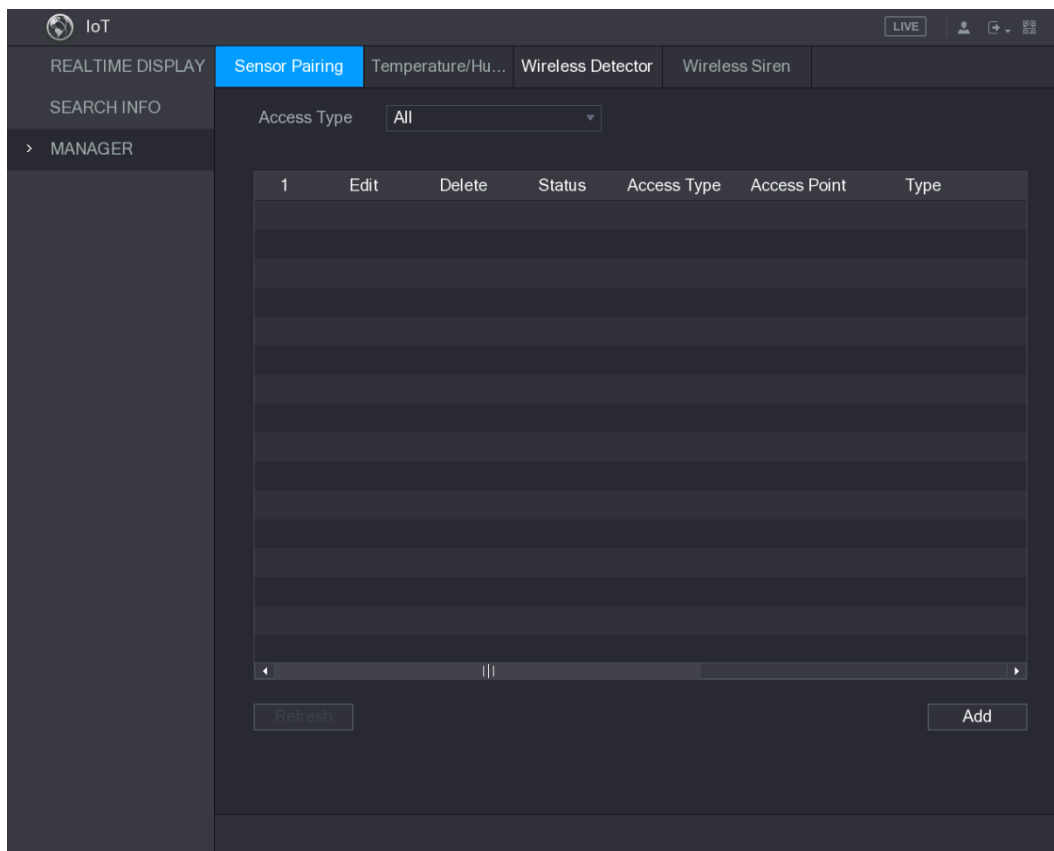 IoT
LIVE
REALTIME DISPLAY
SEARCH INFO
MANAGER
Sensor Pairing Temperature/Hu... Wireless Detector Wireless Siren
Access Type All
1 Edit Delete Status Access Type Access Point Type
Refresh Add